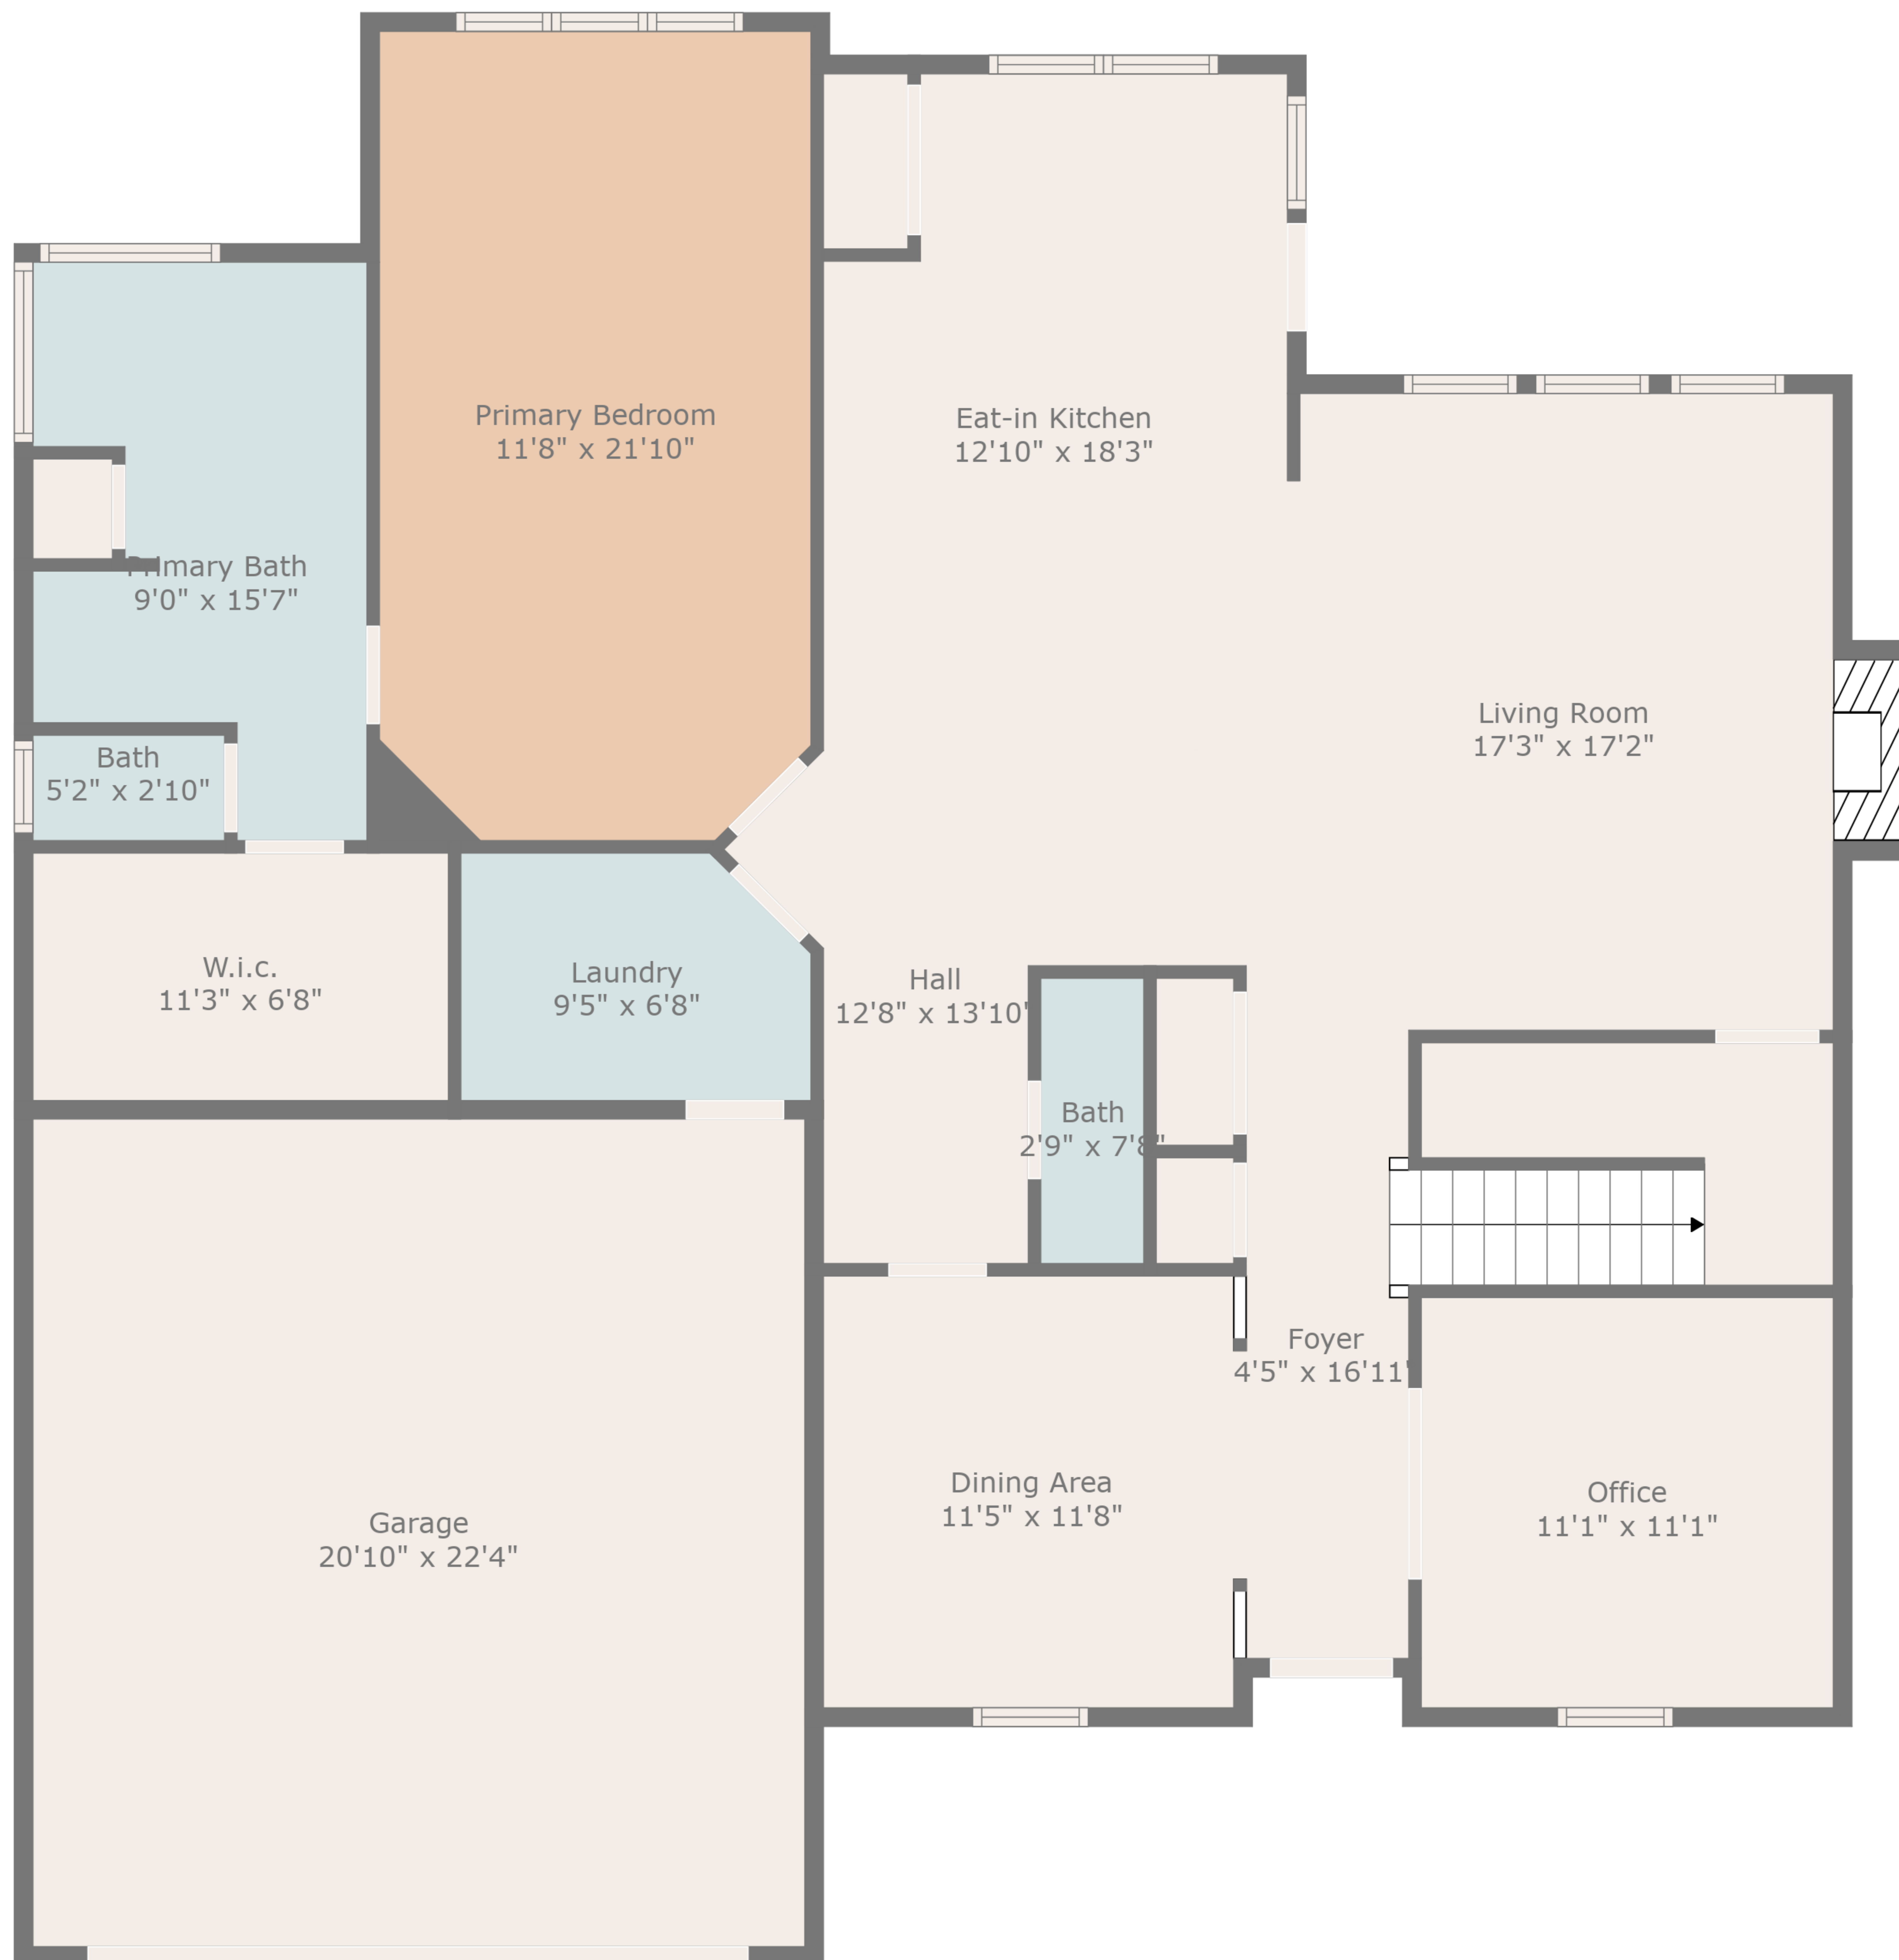 Primary Bedroom
11'8" x 21'10"
Eat-in Kitchen
12'10" x 18'3"
Primary Bath
9'0" x 15'7"
Living Room
17'3" x 17'2"
Bath
5'2" x 2'10"
W.i.c.
11'3" x 6'8"
Laundry
9'5" x 6'8"
Hall
12'8" x 13'10"
Bath
2'9" x 7'8"
Foyer
4'5" x 16'11"
Dining Area
11'5" x 11'8"
Office
11'1" x 11'1"
Garage
20'10" x 22'4"